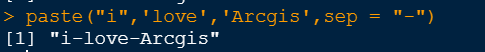 > paste("i",'love','Arcgis',sep = "-")
[1] "i-love-Arcgis"